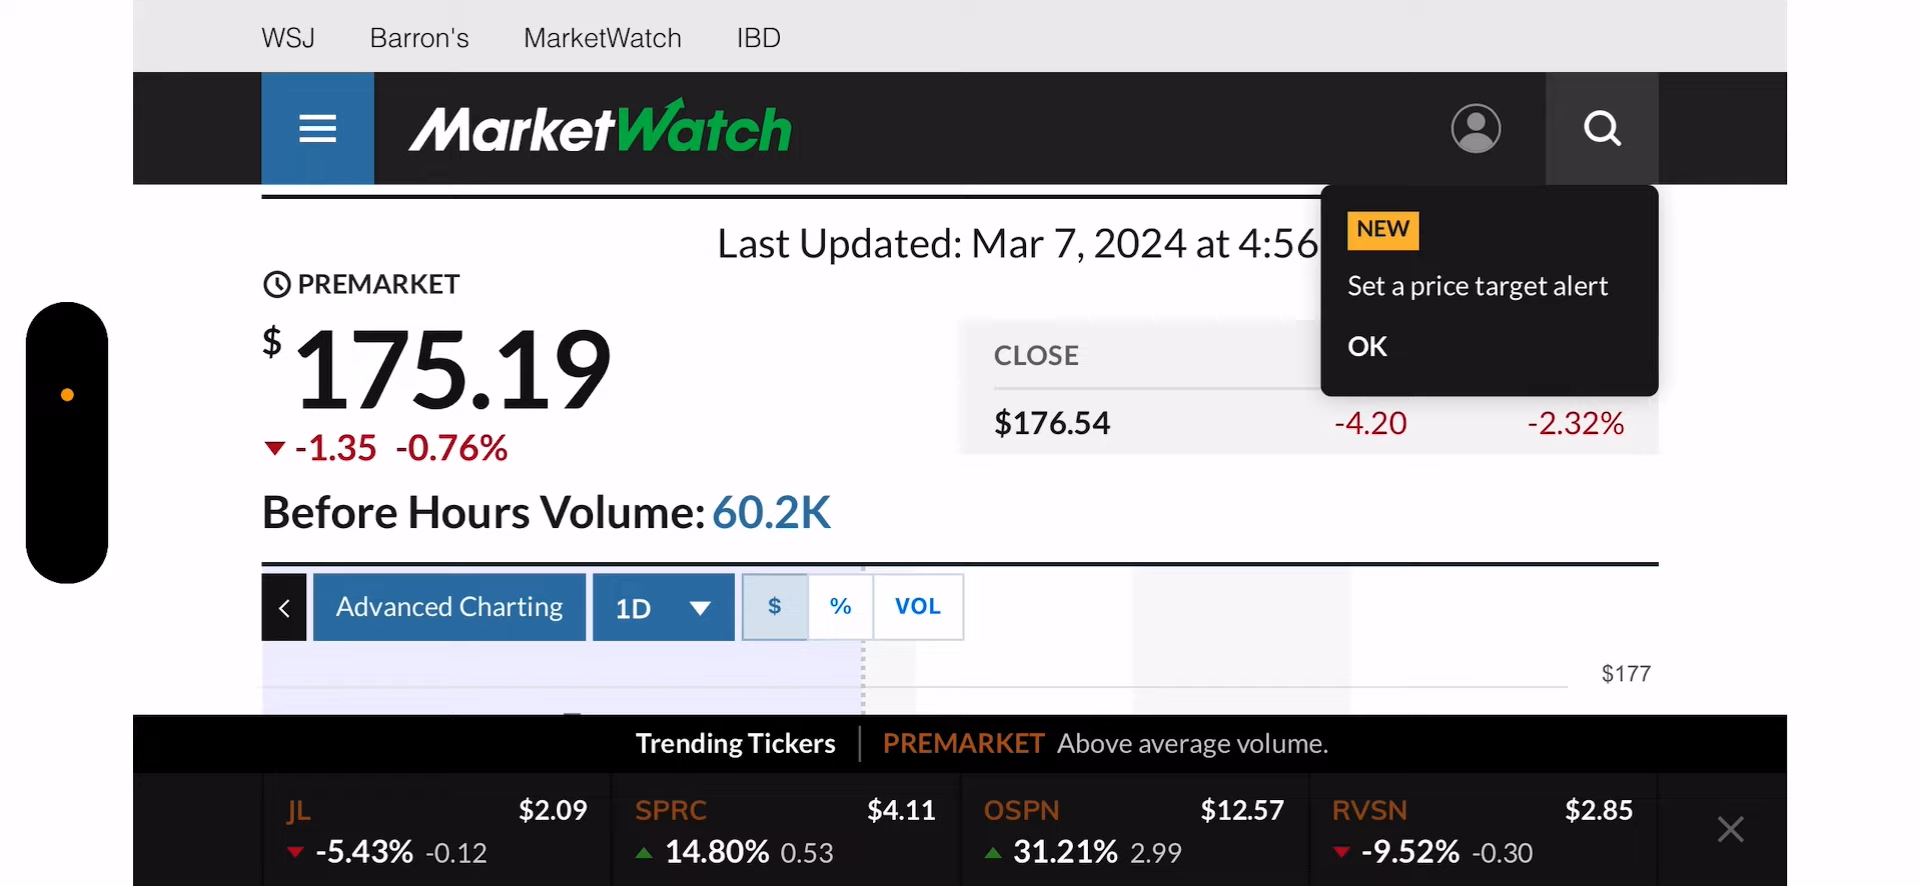 WSJ Barron's MarketWatch IBD
MarketWatch
Last Updated: Mar 7, 2024 at 4:56
NEW
Set a price target alert
OK
PREMARKET
$175.19
-1.35 -0.76%
CLOSE
$176.54 -4.20 -2.32%
Before Hours Volume: 60.2K
Advanced Charting 1D $ % VOL
$177
Trending Tickers | PREMARKET Above average volume.
JL $2.09
-5.43% -0.12
SPRC $4.11
14.80% 0.53
OSPN $12.57
31.21% 2.99
RVSN $2.85
-9.52% -0.30